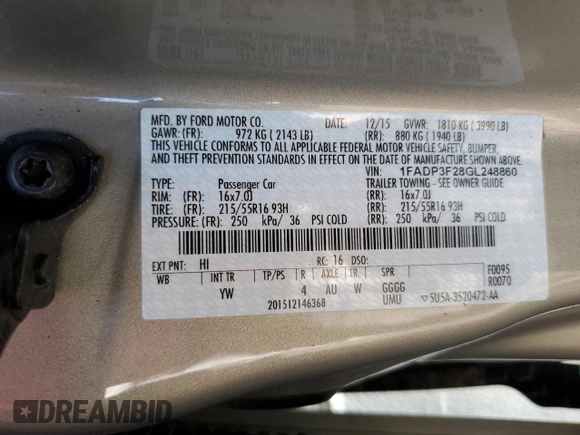 MFD. BY FORD MOTOR CO.
DATE: 12/15 GVWR: 1810 KG ( 3990 LB)
GAWR: (FR): 972 KG ( 2143 LB) (RR): 880 KG ( 1940 LB)
THIS VEHICLE CONFORMS TO ALL APPLICABLE FEDERAL MOTOR VEHICLE SAFETY, BUMPER,
AND THEFT PREVENTION STANDARDS IN EFFECT ON THE DATE OF MANUFACTURE SHOWN ABOVE.
VIN: 1FADP3F28GL248860
TYPE: Passenger Car TRAILER TOWING - SEE OWNER GUIDE
RIM: (FR): 16x7.0J (RR): 16x7.0J
TIRE: (FR): 215/55R16 93H (RR): 215/55R16 93H
PRESSURE: (FR): 250 kPa/ 36 PSI COLD (RR): 250 kPa/ 36 PSI COLD
EXT PNT: HI RC: 16 DSO: F0095
WB INT TR TP/PS R AXLE TR SPR R0070
YW 4 AU W GGGG
201512146368 UMU ▽5U5A-3520472-AA
DREAMBID